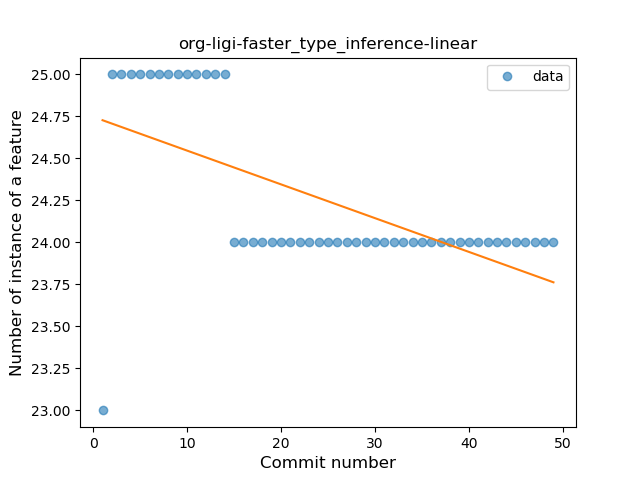 org-ligi-faster_type_inference-linear
data
Number of instance of a feature
25.00
24.75
24.50
24.25
24.00
23.75
23.50
23.25
23.00
0 10 20 30 40 50
Commit number